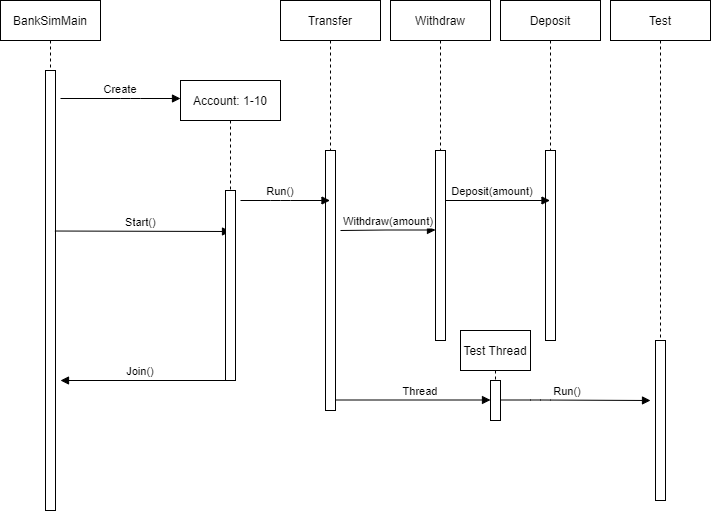 BankSimMain
Transfer
Withdraw
Deposit
Test
Create
Account: 1-10
Run()
Deposit(amount)
Start()
Withdraw(amount)
Test Thread
Join()
Thread
Run()